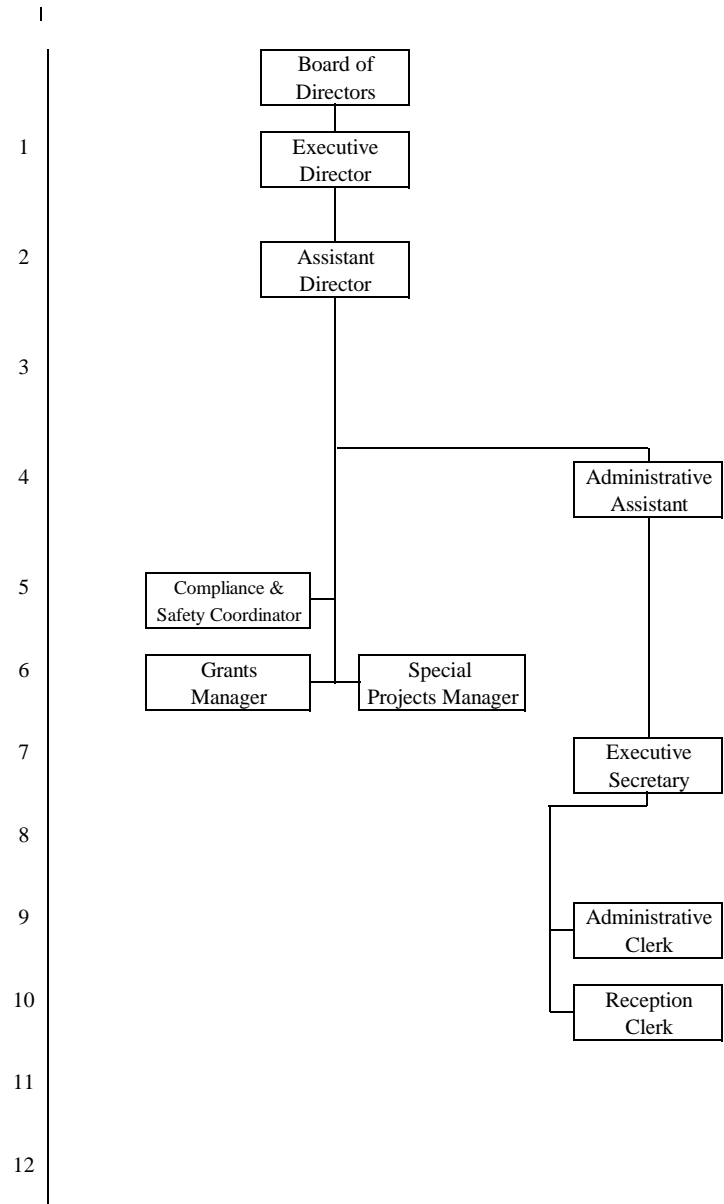 Board of
Directors
1
Executive
Director
2
Assistant
Director
3
4
Administrative
Assistant
5
Compliance &
Safety Coordinator
6
Grants
Manager
Special
Projects Manager
7
Executive
Secretary
8
9
Administrative
Clerk
10
Reception
Clerk
11
12